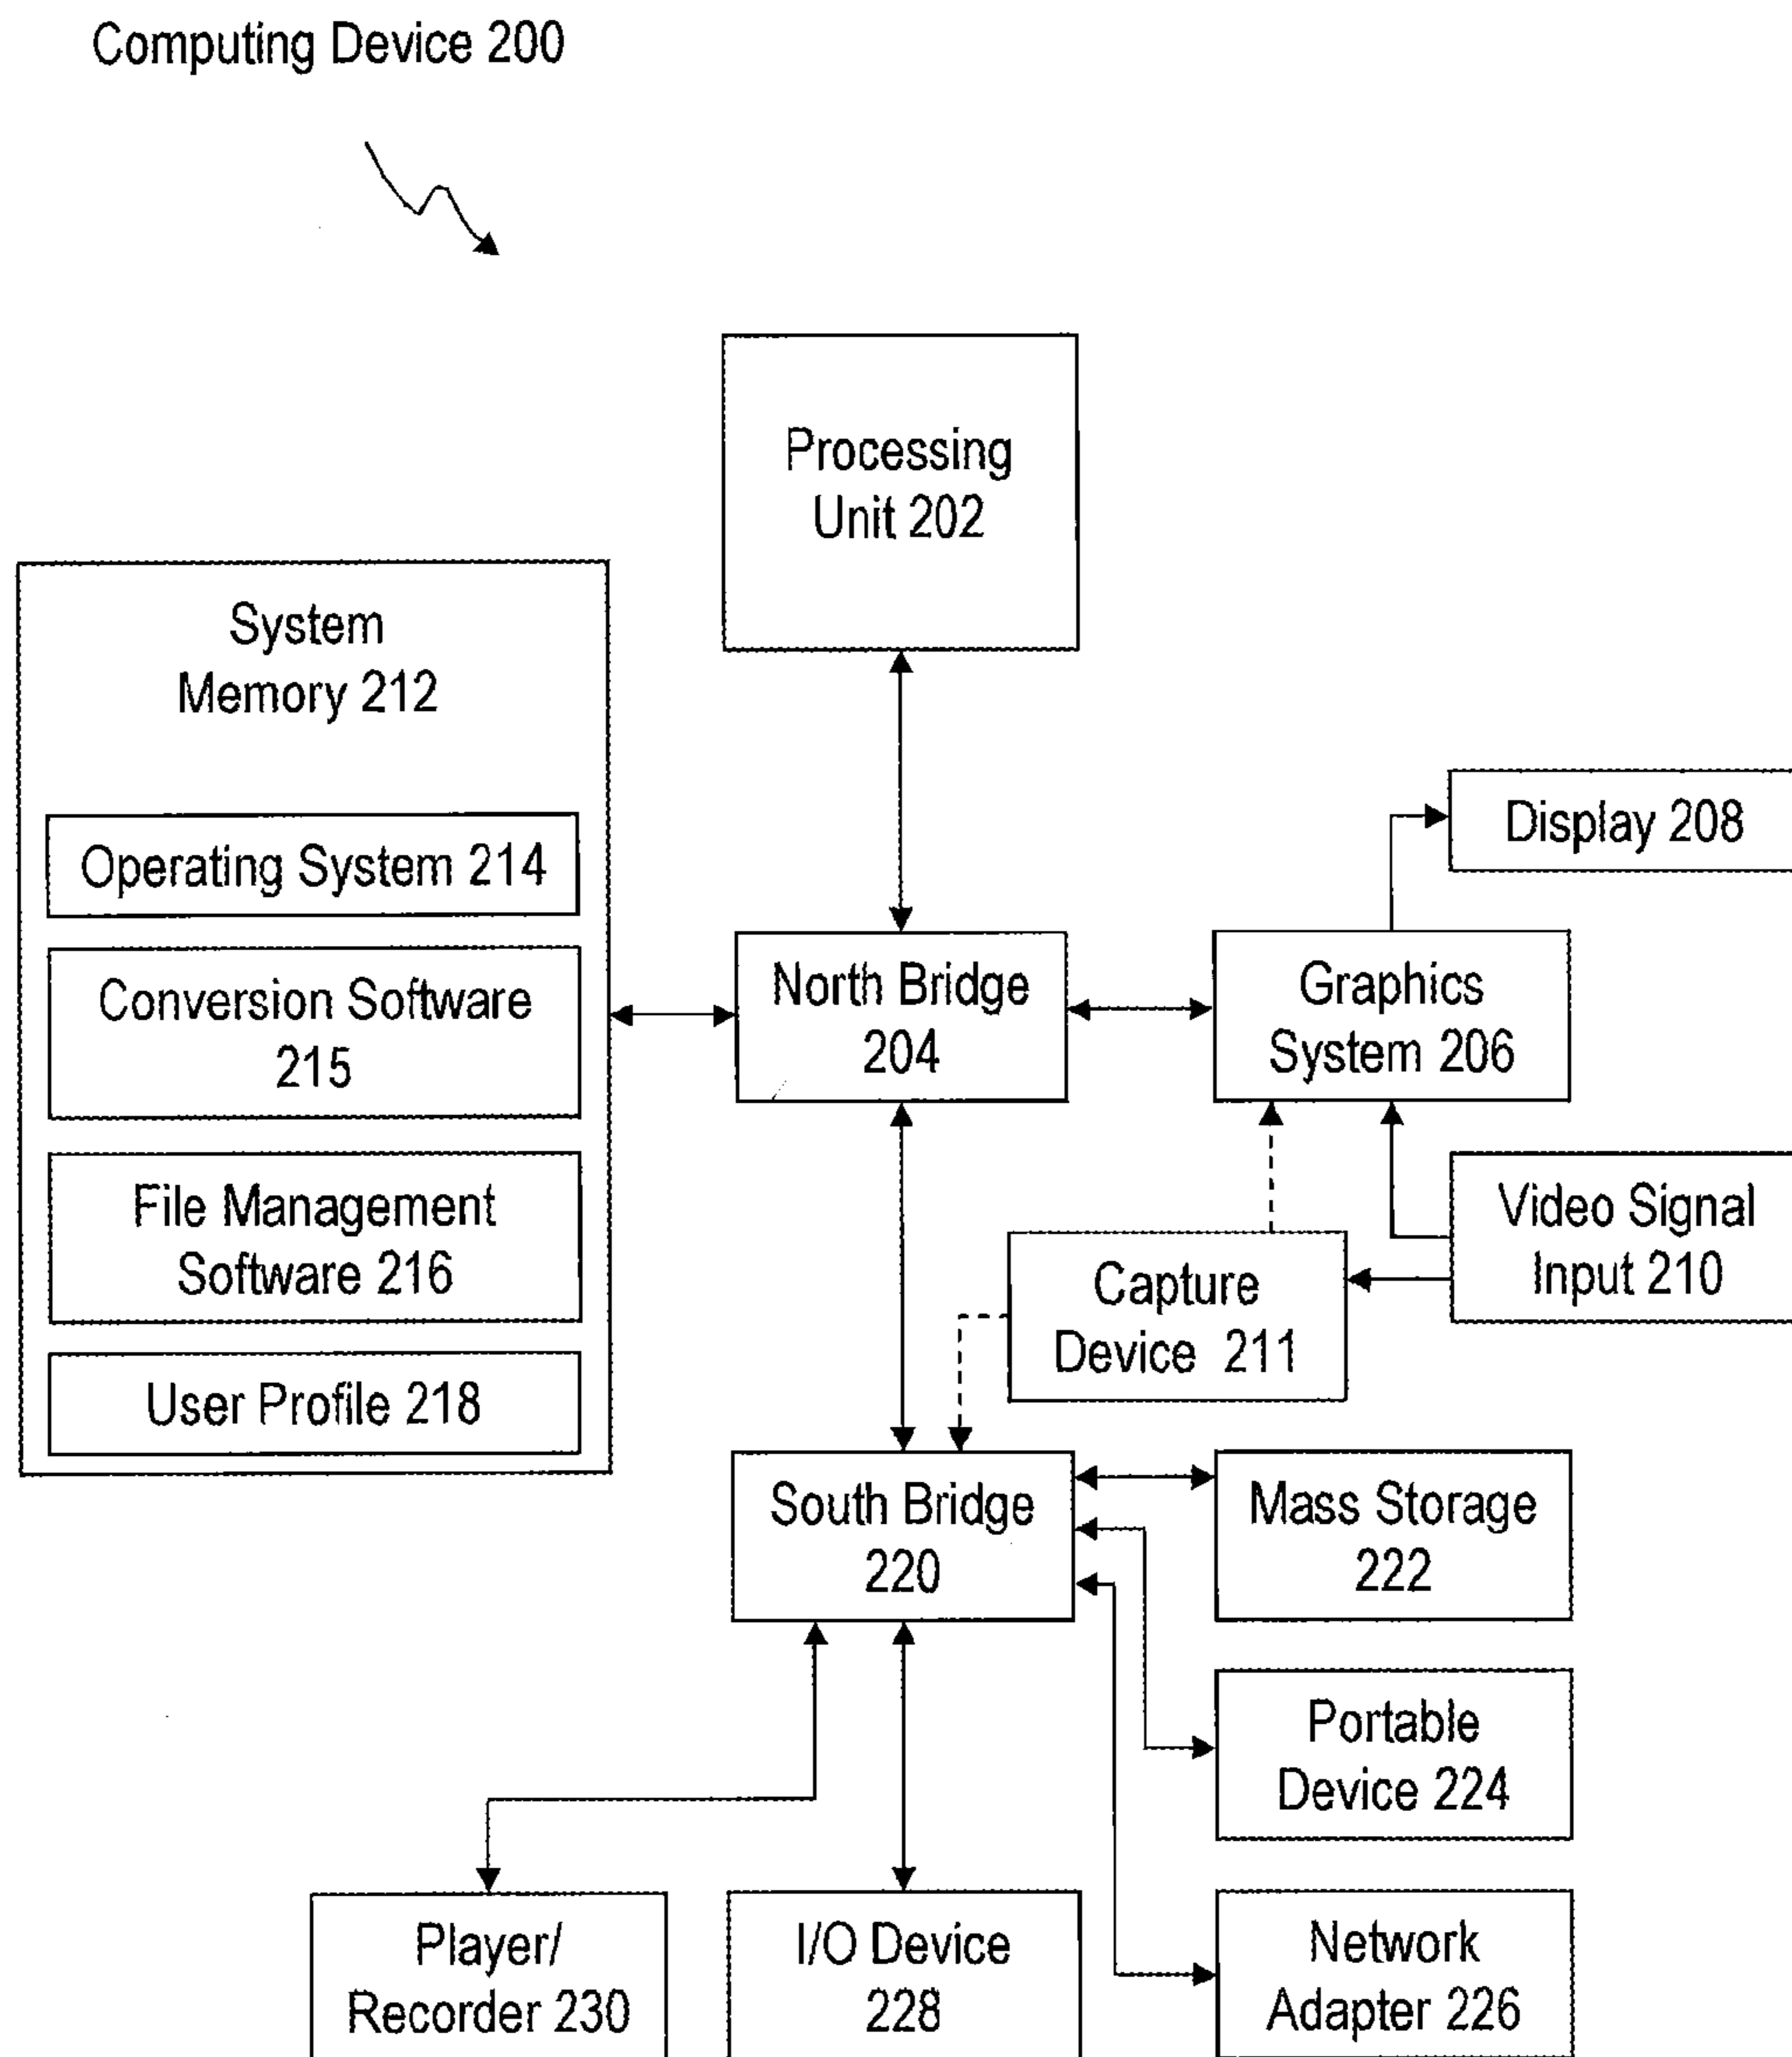 Computing Device 200
Processing
Unit 202
System
Memory 212
Operating System 214
Conversion Software
215
File Management
Software 216
User Profile 218
North Bridge
204
Graphics
System 206
Display 208
Video Signal
Input 210
Capture
Device 211
South Bridge
220
Mass Storage
222
Portable
Device 224
Network
Adapter 226
I/O Device
228
Player/
Recorder 230